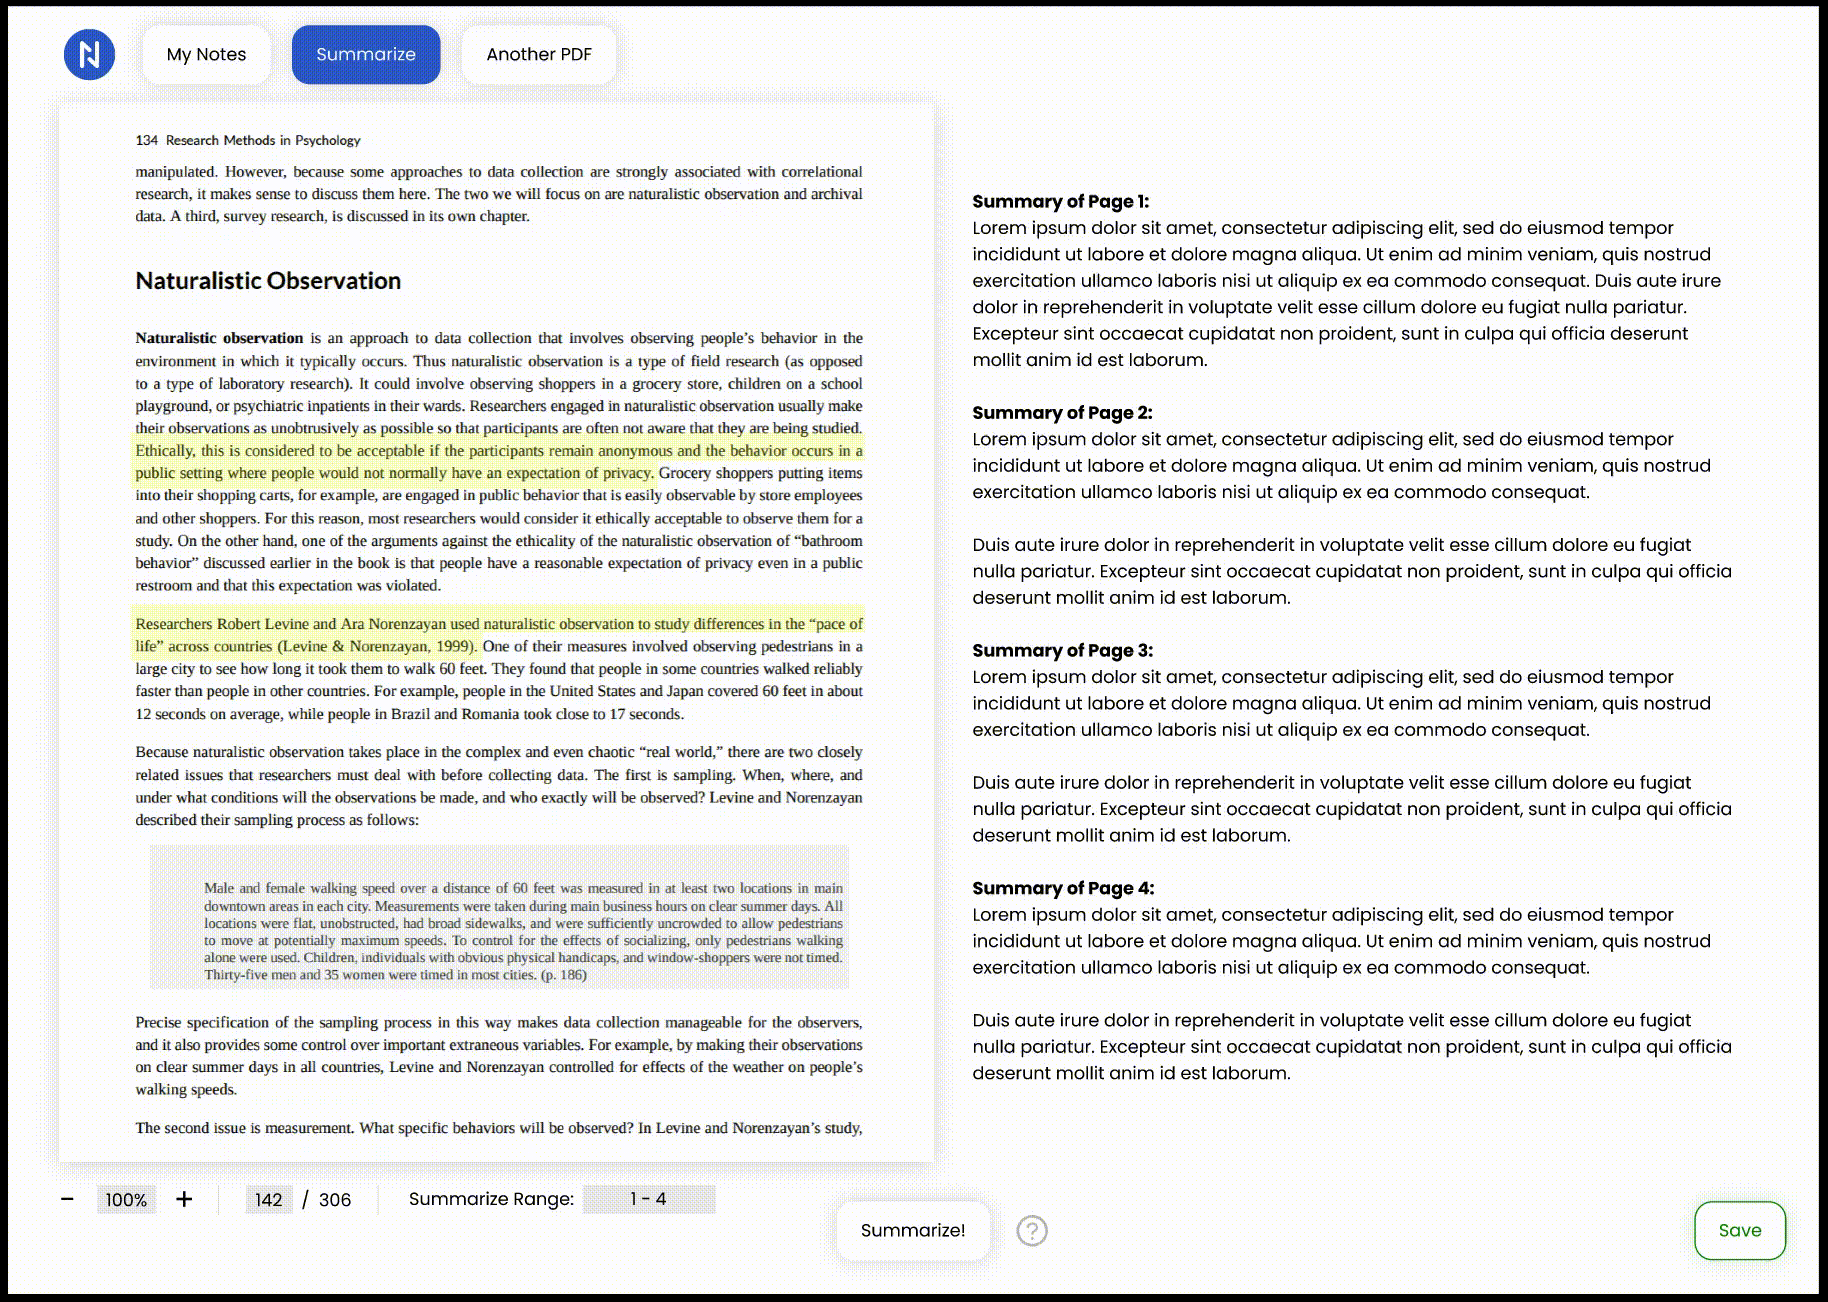 My Notes
Summarize
Another PDF
134 Research Methods in Psychology
manipulated. However, because some approaches to data collection are strongly associated with correlational
research, it makes sense to discuss them here. The two we will focus on are naturalistic observation and archival
data. A third, survey research, is discussed in its own chapter.
Naturalistic Observation
Naturalistic observation is an approach to data collection that involves observing people’s behavior in the
environment in which it typically occurs. Thus naturalistic observation is a type of field research (as opposed
to a type of laboratory research). It could involve observing shoppers in a grocery store, children on a school
playground, or psychiatric inpatients in their wards. Researchers engaged in naturalistic observation usually make
their observations as unobtrusively as possible so that participants are often not aware that they are being studied.
Ethically, this is considered to be acceptable if the participants remain anonymous and the behavior occurs in a
public setting where people would not normally have an expectation of privacy. Grocery shoppers putting items
into their shopping carts, for example, are engaged in public behavior that is easily observable by store employees
and other shoppers. For this reason, most researchers would consider it ethically acceptable to observe them for a
study. On the other hand, one of the arguments against the ethicality of the naturalistic observation of “bathroom
behavior” discussed earlier in the book is that people have a reasonable expectation of privacy even in a public
restroom and that this expectation was violated.
Researchers Robert Levine and Ara Norenzayan used naturalistic observation to study differences in the “pace of
life” across countries (Levine & Norenzayan, 1999). One of their measures involved observing pedestrians in a
large city to see how long it took them to walk 60 feet. They found that people in some countries walked reliably
faster than people in other countries. For example, people in the United States and Japan covered 60 feet in about
12 seconds on average, while people in Brazil and Romania took close to 17 seconds.
Because naturalistic observation takes place in the complex and even chaotic “real world,” there are two closely
related issues that researchers must deal with before collecting data. The first is sampling. When, where, and
under what conditions will the observations be made, and who exactly will be observed? Levine and Norenzayan
described their sampling process as follows:
Male and female walking speed over a distance of 60 feet was measured in at least two locations in main
downtown areas in each city. Measurements were taken during main business hours on clear summer days. All
locations were flat, unobstructed, had broad sidewalks, and were sufficiently uncrowded to allow pedestrians
to move at potentially maximum speeds. To control for the effects of socializing, only pedestrians walking
alone were used. Children, individuals with obvious physical handicaps, and window-shoppers were not timed.
Thirty-five men and 35 women were timed in most cities. (p. 186)
Precise specification of the sampling process in this way makes data collection manageable for the observers,
and it also provides some control over important extraneous variables. For example, by making their observations
on clear summer days in all countries, Levine and Norenzayan controlled for effects of the weather on people’s
walking speeds.
The second issue is measurement. What specific behaviors will be observed? In Levine and Norenzayan’s study,
Summary of Page 1:
Lorem ipsum dolor sit amet, consectetur adipiscing elit, sed do eiusmod tempor
incididunt ut labore et dolore magna aliqua. Ut enim ad minim veniam, quis nostrud
exercitation ullamco laboris nisi ut aliquip ex ea commodo consequat. Duis aute irure
dolor in reprehenderit in voluptate velit esse cillum dolore eu fugiat nulla pariatur.
Excepteur sint occaecat cupidatat non proident, sunt in culpa qui officia deserunt
mollit anim id est laborum.
Summary of Page 2:
Lorem ipsum dolor sit amet, consectetur adipiscing elit, sed do eiusmod tempor
incididunt ut labore et dolore magna aliqua. Ut enim ad minim veniam, quis nostrud
exercitation ullamco laboris nisi ut aliquip ex ea commodo consequat.
Duis aute irure dolor in reprehenderit in voluptate velit esse cillum dolore eu fugiat
nulla pariatur. Excepteur sint occaecat cupidatat non proident, sunt in culpa qui officia
deserunt mollit anim id est laborum.
Summary of Page 3:
Lorem ipsum dolor sit amet, consectetur adipiscing elit, sed do eiusmod tempor
incididunt ut labore et dolore magna aliqua. Ut enim ad minim veniam, quis nostrud
exercitation ullamco laboris nisi ut aliquip ex ea commodo consequat.
Duis aute irure dolor in reprehenderit in voluptate velit esse cillum dolore eu fugiat
nulla pariatur. Excepteur sint occaecat cupidatat non proident, sunt in culpa qui officia
deserunt mollit anim id est laborum.
Summary of Page 4:
Lorem ipsum dolor sit amet, consectetur adipiscing elit, sed do eiusmod tempor
incididunt ut labore et dolore magna aliqua. Ut enim ad minim veniam, quis nostrud
exercitation ullamco laboris nisi ut aliquip ex ea commodo consequat.
Duis aute irure dolor in reprehenderit in voluptate velit esse cillum dolore eu fugiat
nulla pariatur. Excepteur sint occaecat cupidatat non proident, sunt in culpa qui officia
deserunt mollit anim id est laborum.
− 100% + 142 / 306 Summarize Range: 1 - 4
Summarize! ?
Save